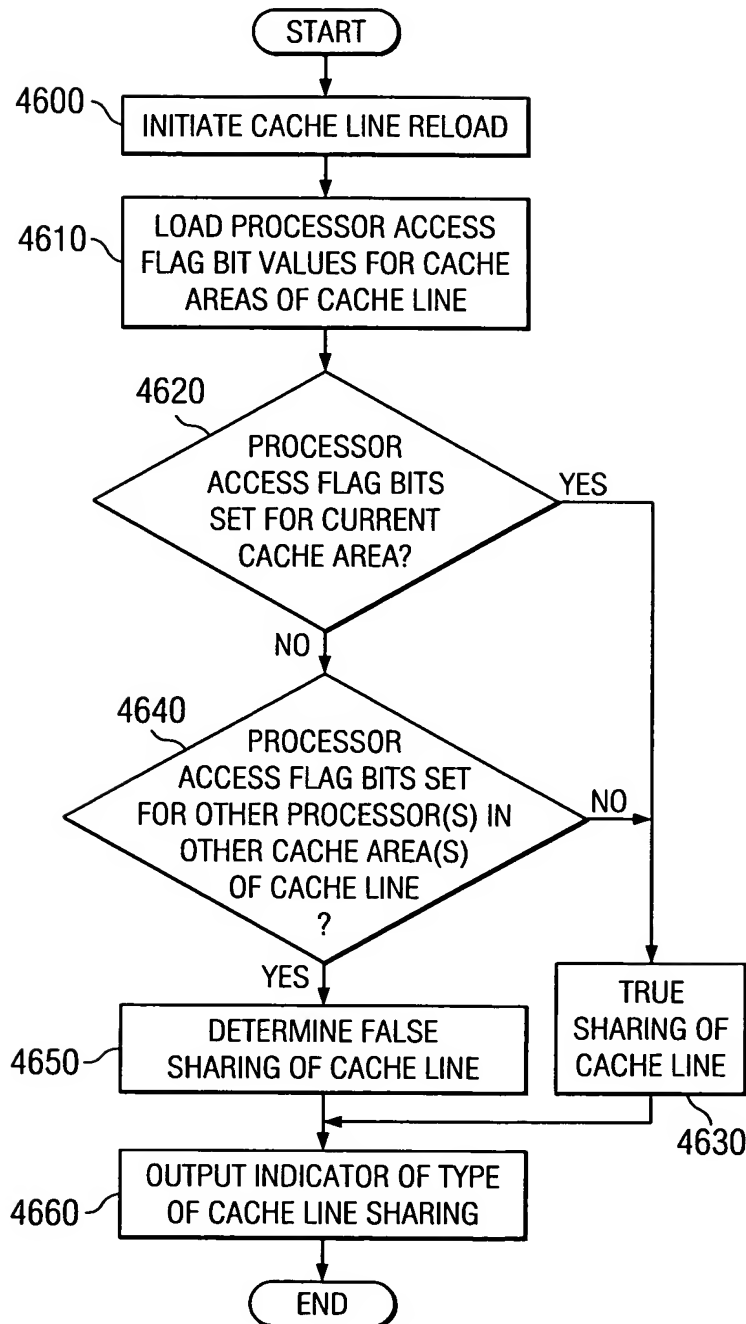 START
4600
INITIATE CACHE LINE RELOAD
4610
LOAD PROCESSOR ACCESS
FLAG BIT VALUES FOR CACHE
AREAS OF CACHE LINE
4620
PROCESSOR
ACCESS FLAG BITS
SET FOR CURRENT
CACHE AREA?
YES
NO
4640
PROCESSOR
ACCESS FLAG BITS SET
FOR OTHER PROCESSOR(S) IN
OTHER CACHE AREA(S)
OF CACHE LINE
?
NO
YES
4650
DETERMINE FALSE
SHARING OF CACHE LINE
TRUE
SHARING OF
CACHE LINE
4630
4660
OUTPUT INDICATOR OF TYPE
OF CACHE LINE SHARING
END